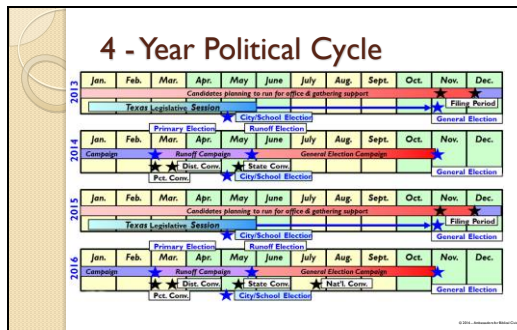 4 - Year Political Cycle
Jan. Feb. Mar. Apr. May June July Aug. Sept. Oct. Nov. Dec.
2013
Candidates planning to run for office & gathering support
Texas Legislative Session
Filing Period
City/School Election
General Election
Primary Election
Runoff Election
Jan. Feb. Mar. Apr. May June July Aug. Sept. Oct. Nov. Dec.
2014
Campaign
Runoff Campaign
General Election Campaign
Dist. Conv.
State Conv.
Pct. Conv.
City/School Election
General Election
Jan. Feb. Mar. Apr. May June July Aug. Sept. Oct. Nov. Dec.
2015
Candidates planning to run for office & gathering support
Texas Legislative Session
Filing Period
City/School Election
General Election
Primary Election
Runoff Election
Jan. Feb. Mar. Apr. May June July Aug. Sept. Oct. Nov. Dec.
2016
Campaign
Runoff Campaign
General Election Campaign
Dist. Conv.
State Conv.
Nat'l. Conv.
Pct. Conv.
City/School Election
General Election